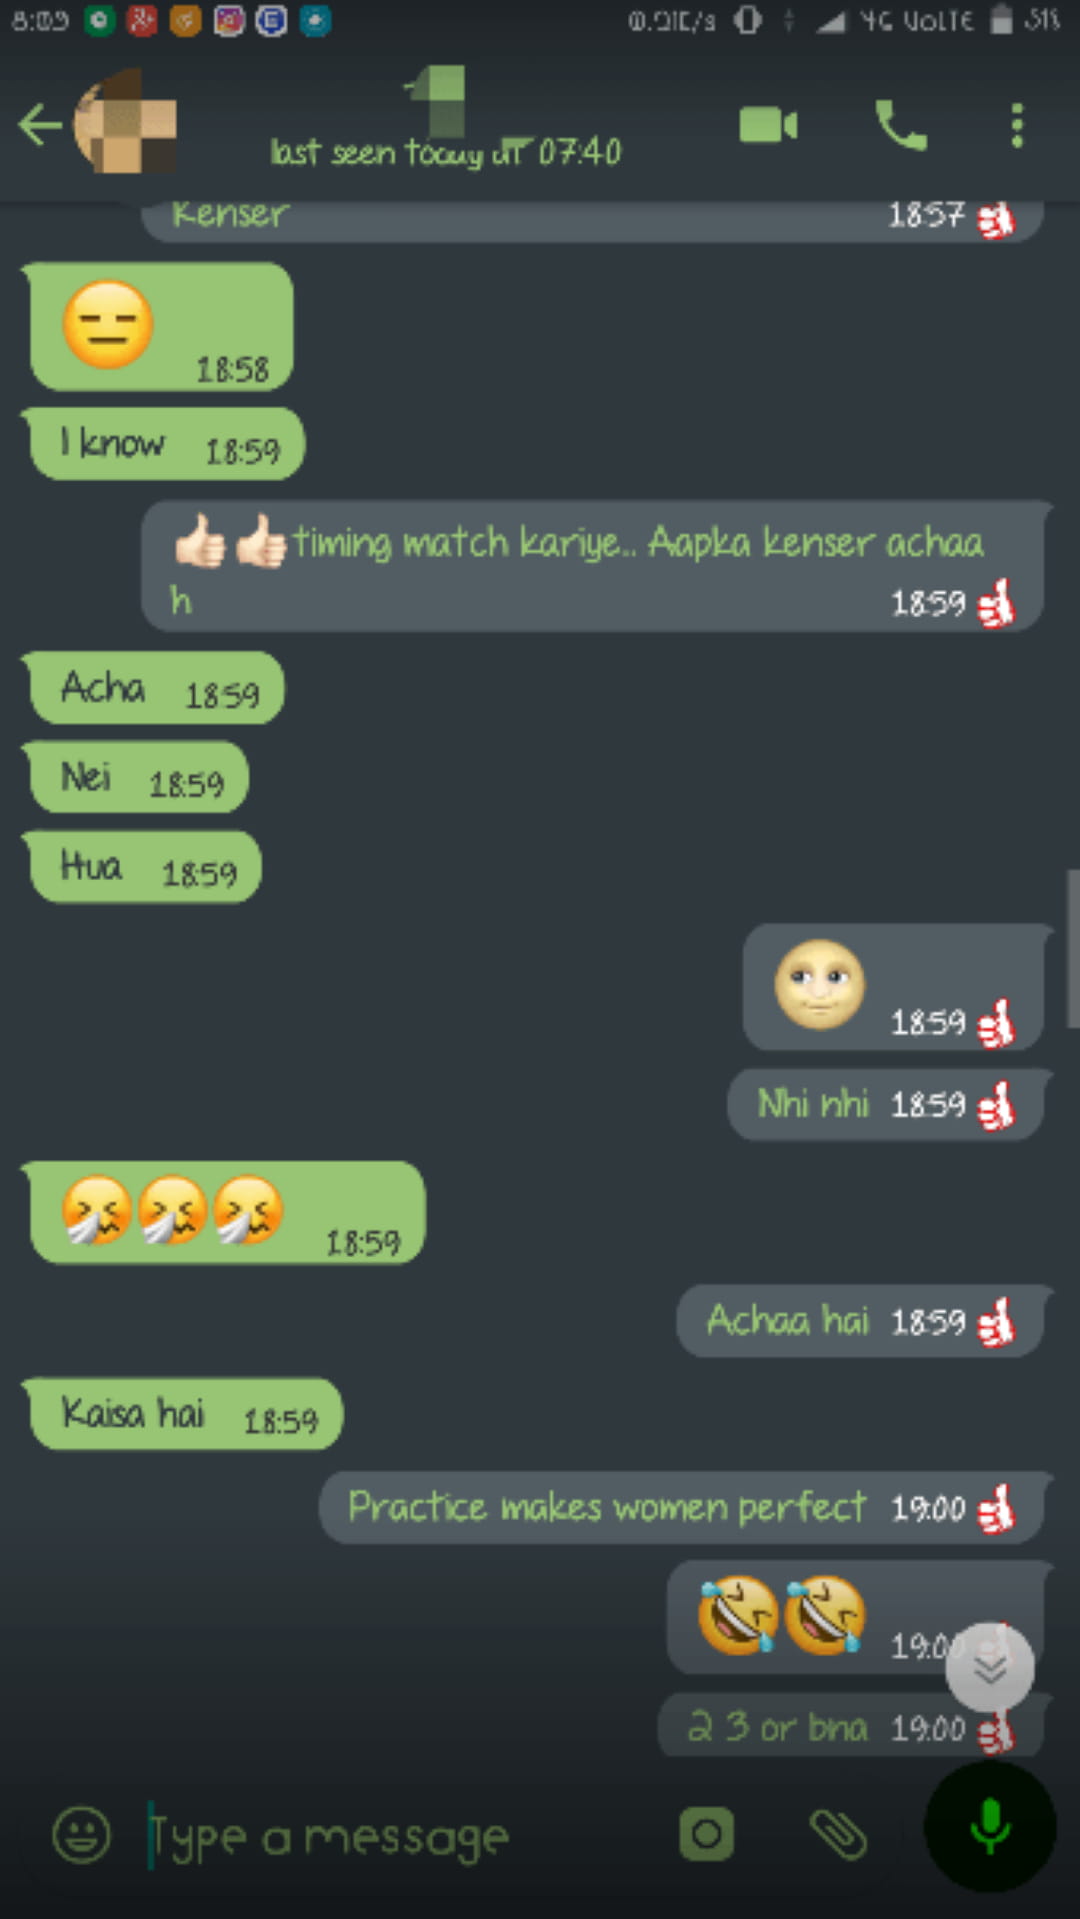 8:09
4G VoLTE
last seen today at 07:40
Kenser
18:57
18:58
I know 18:59
timing match kariye.. Aapka kenser achaa
h 18:59
Acha 18:59
Nei 18:59
Hua 18:59
18:59
Nhi nhi 18:59
18:59
Achaa hai 18:59
Kaisa hai 18:59
Practice makes women perfect 19:00
19:00
2 3 or bna 19:00
Type a message